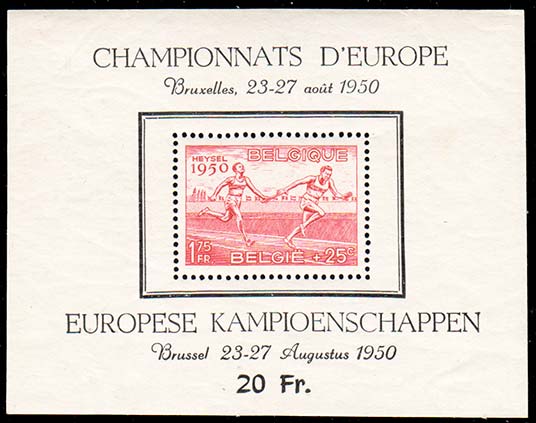 CHAMPIONNATS D'EUROPE
Bruxelles, 23-27 août 1950
HEYSEL BELGIQUE
1950
1.75 FR. BELGIË +25c
EUROPESE KAMPIOENSCHAPPEN
Brussel 23-27 Augustus 1950
20 Fr.